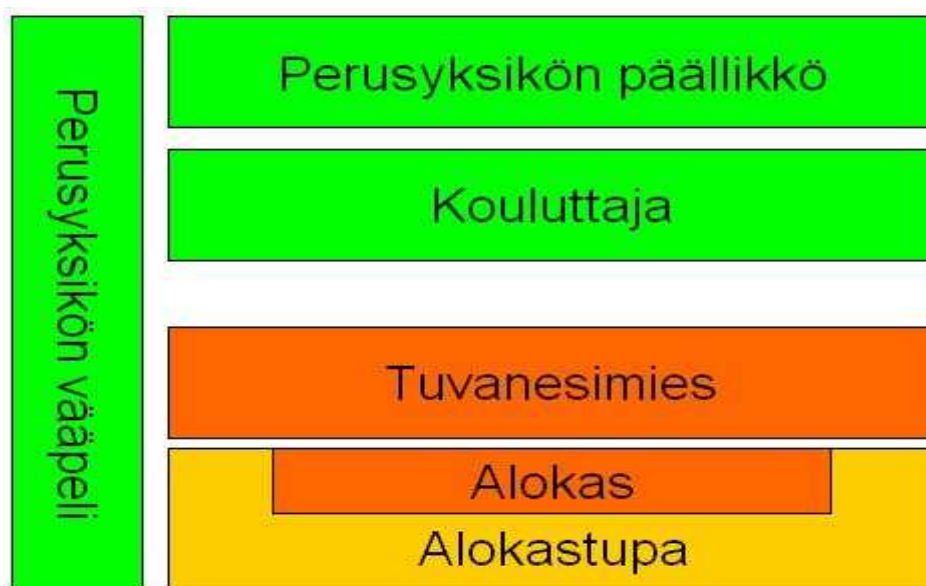 Perusyksikön vääpeli
Perusyksikön päällikkö
Kouluttaja
Tuvanesimies
Alokas
Alokastupa